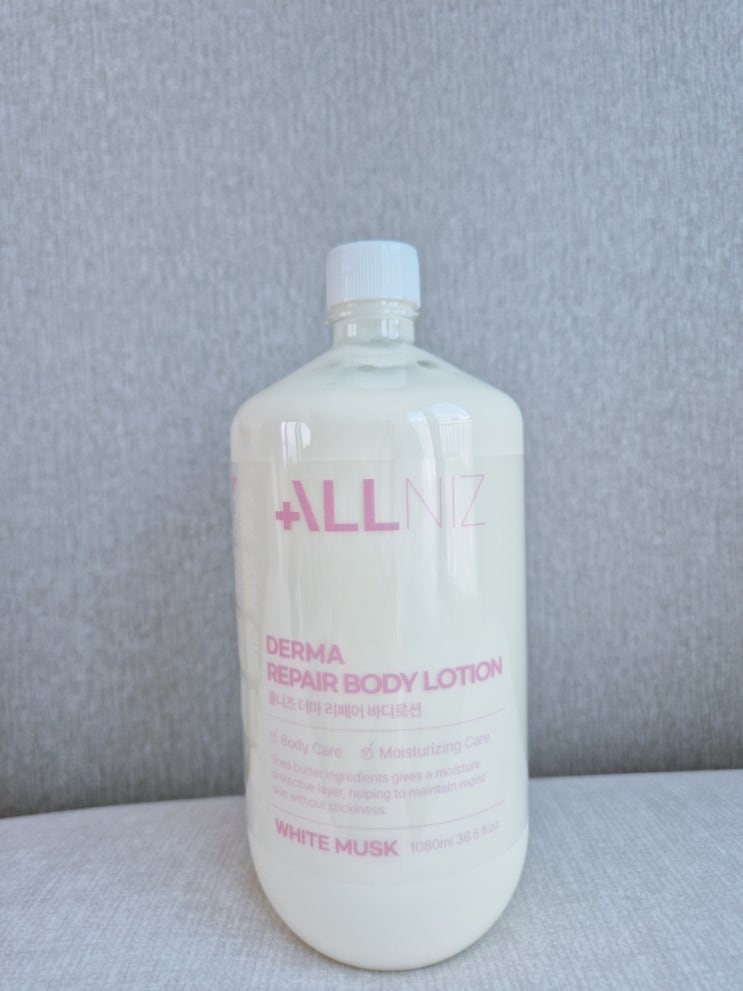 +ALLNIZ
DERMA
REPAIR BODY LOTION
올니즈 더마 리페어 바디로션
Body Care Moisturizing Care
Shea butter ingredients gives a moisture
protective layer, helping to maintain moist
skin without stickiness.
WHITE MUSK 1080ml 36.5 fl.oz.